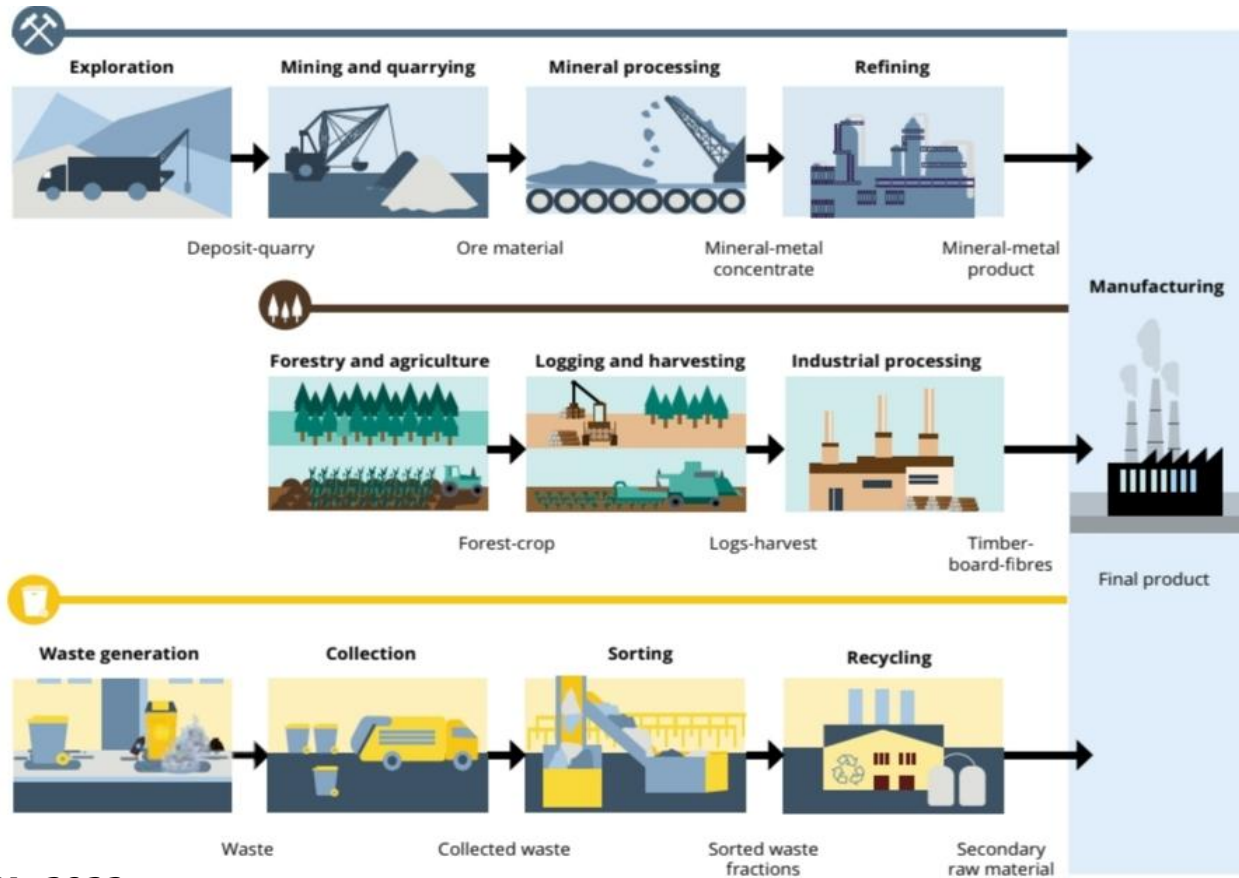 Exploration
Mining and quarrying
Mineral processing
Refining
Deposit-quarry
Ore material
Mineral-metal
concentrate
Mineral-metal
product
Manufacturing
Forestry and agriculture
Logging and harvesting
Industrial processing
Forest-crop
Logs-harvest
Timber-
board-fibres
Final product
Waste generation
Collection
Sorting
Recycling
Waste
Collected waste
Sorted waste
fractions
Secondary
raw material